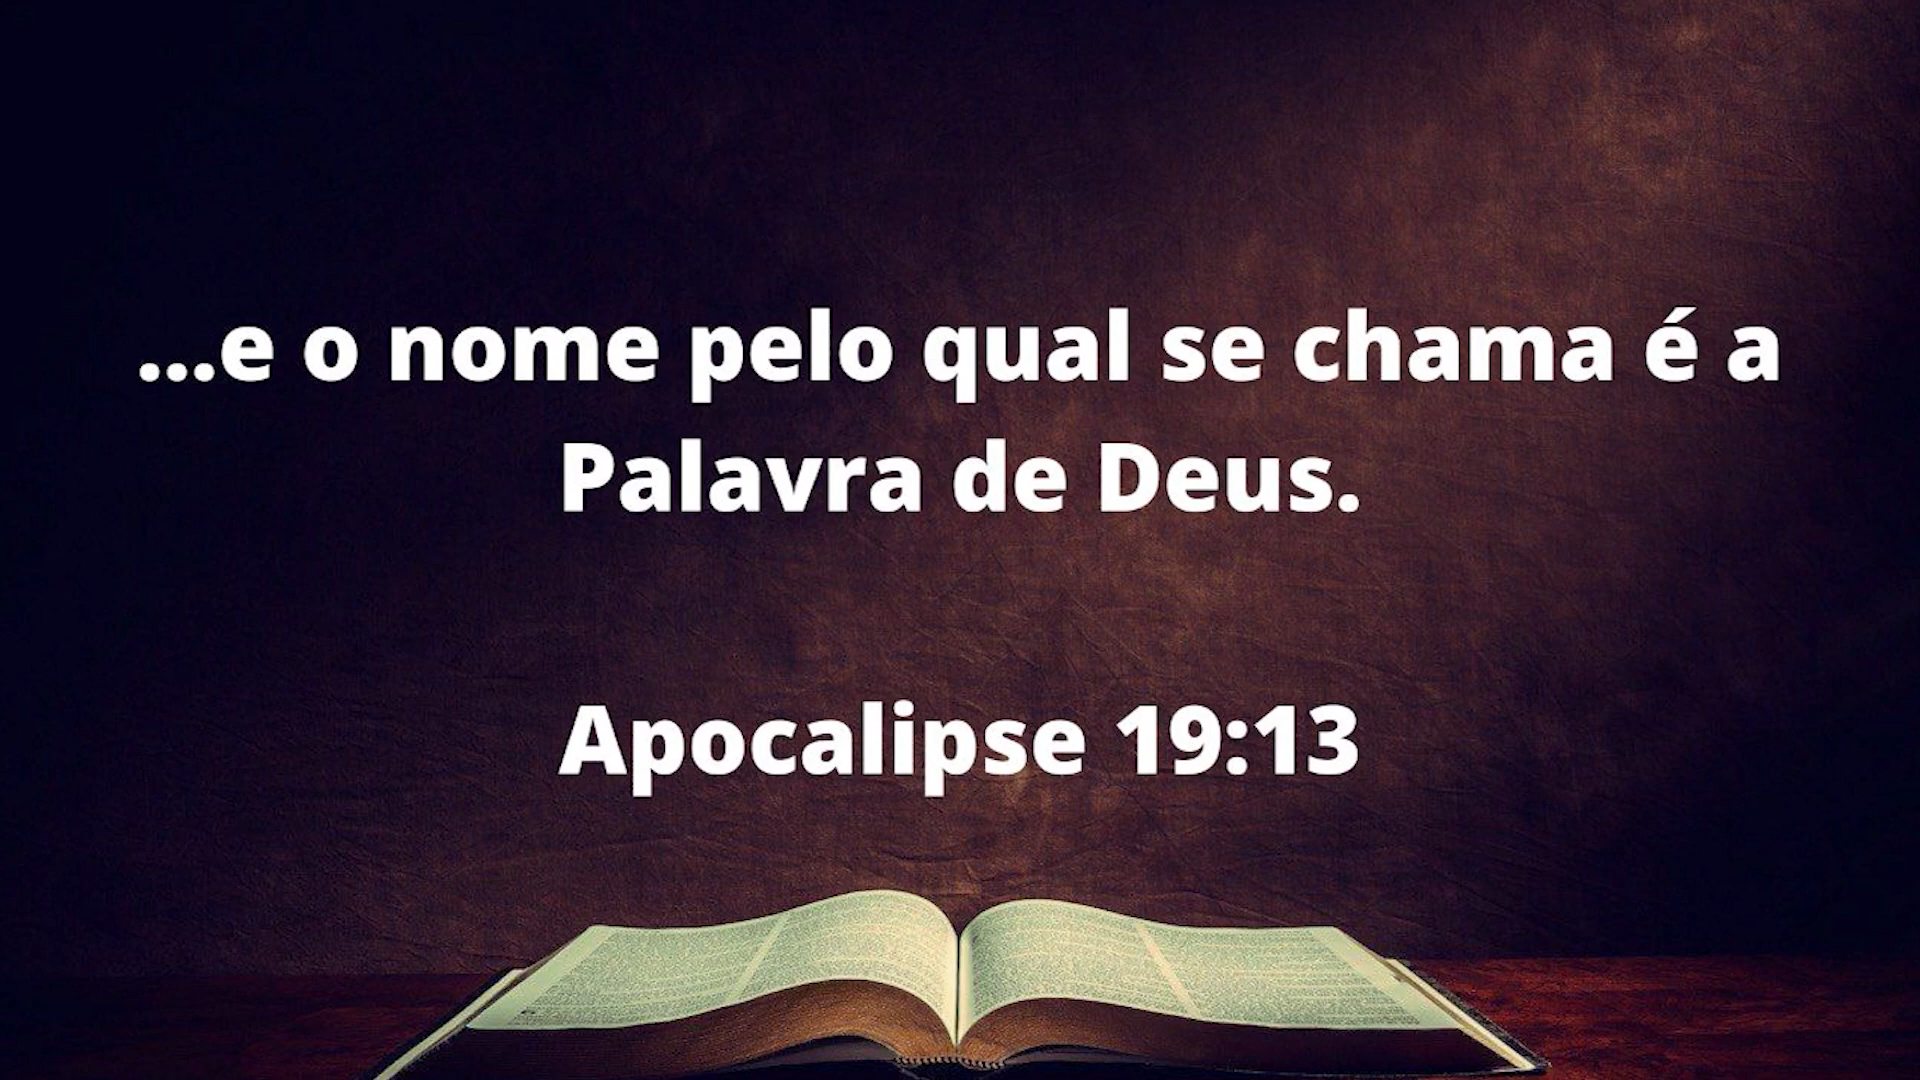 ...e o nome pelo qual se chama é a
Palavra de Deus.
Apocalipse 19:13